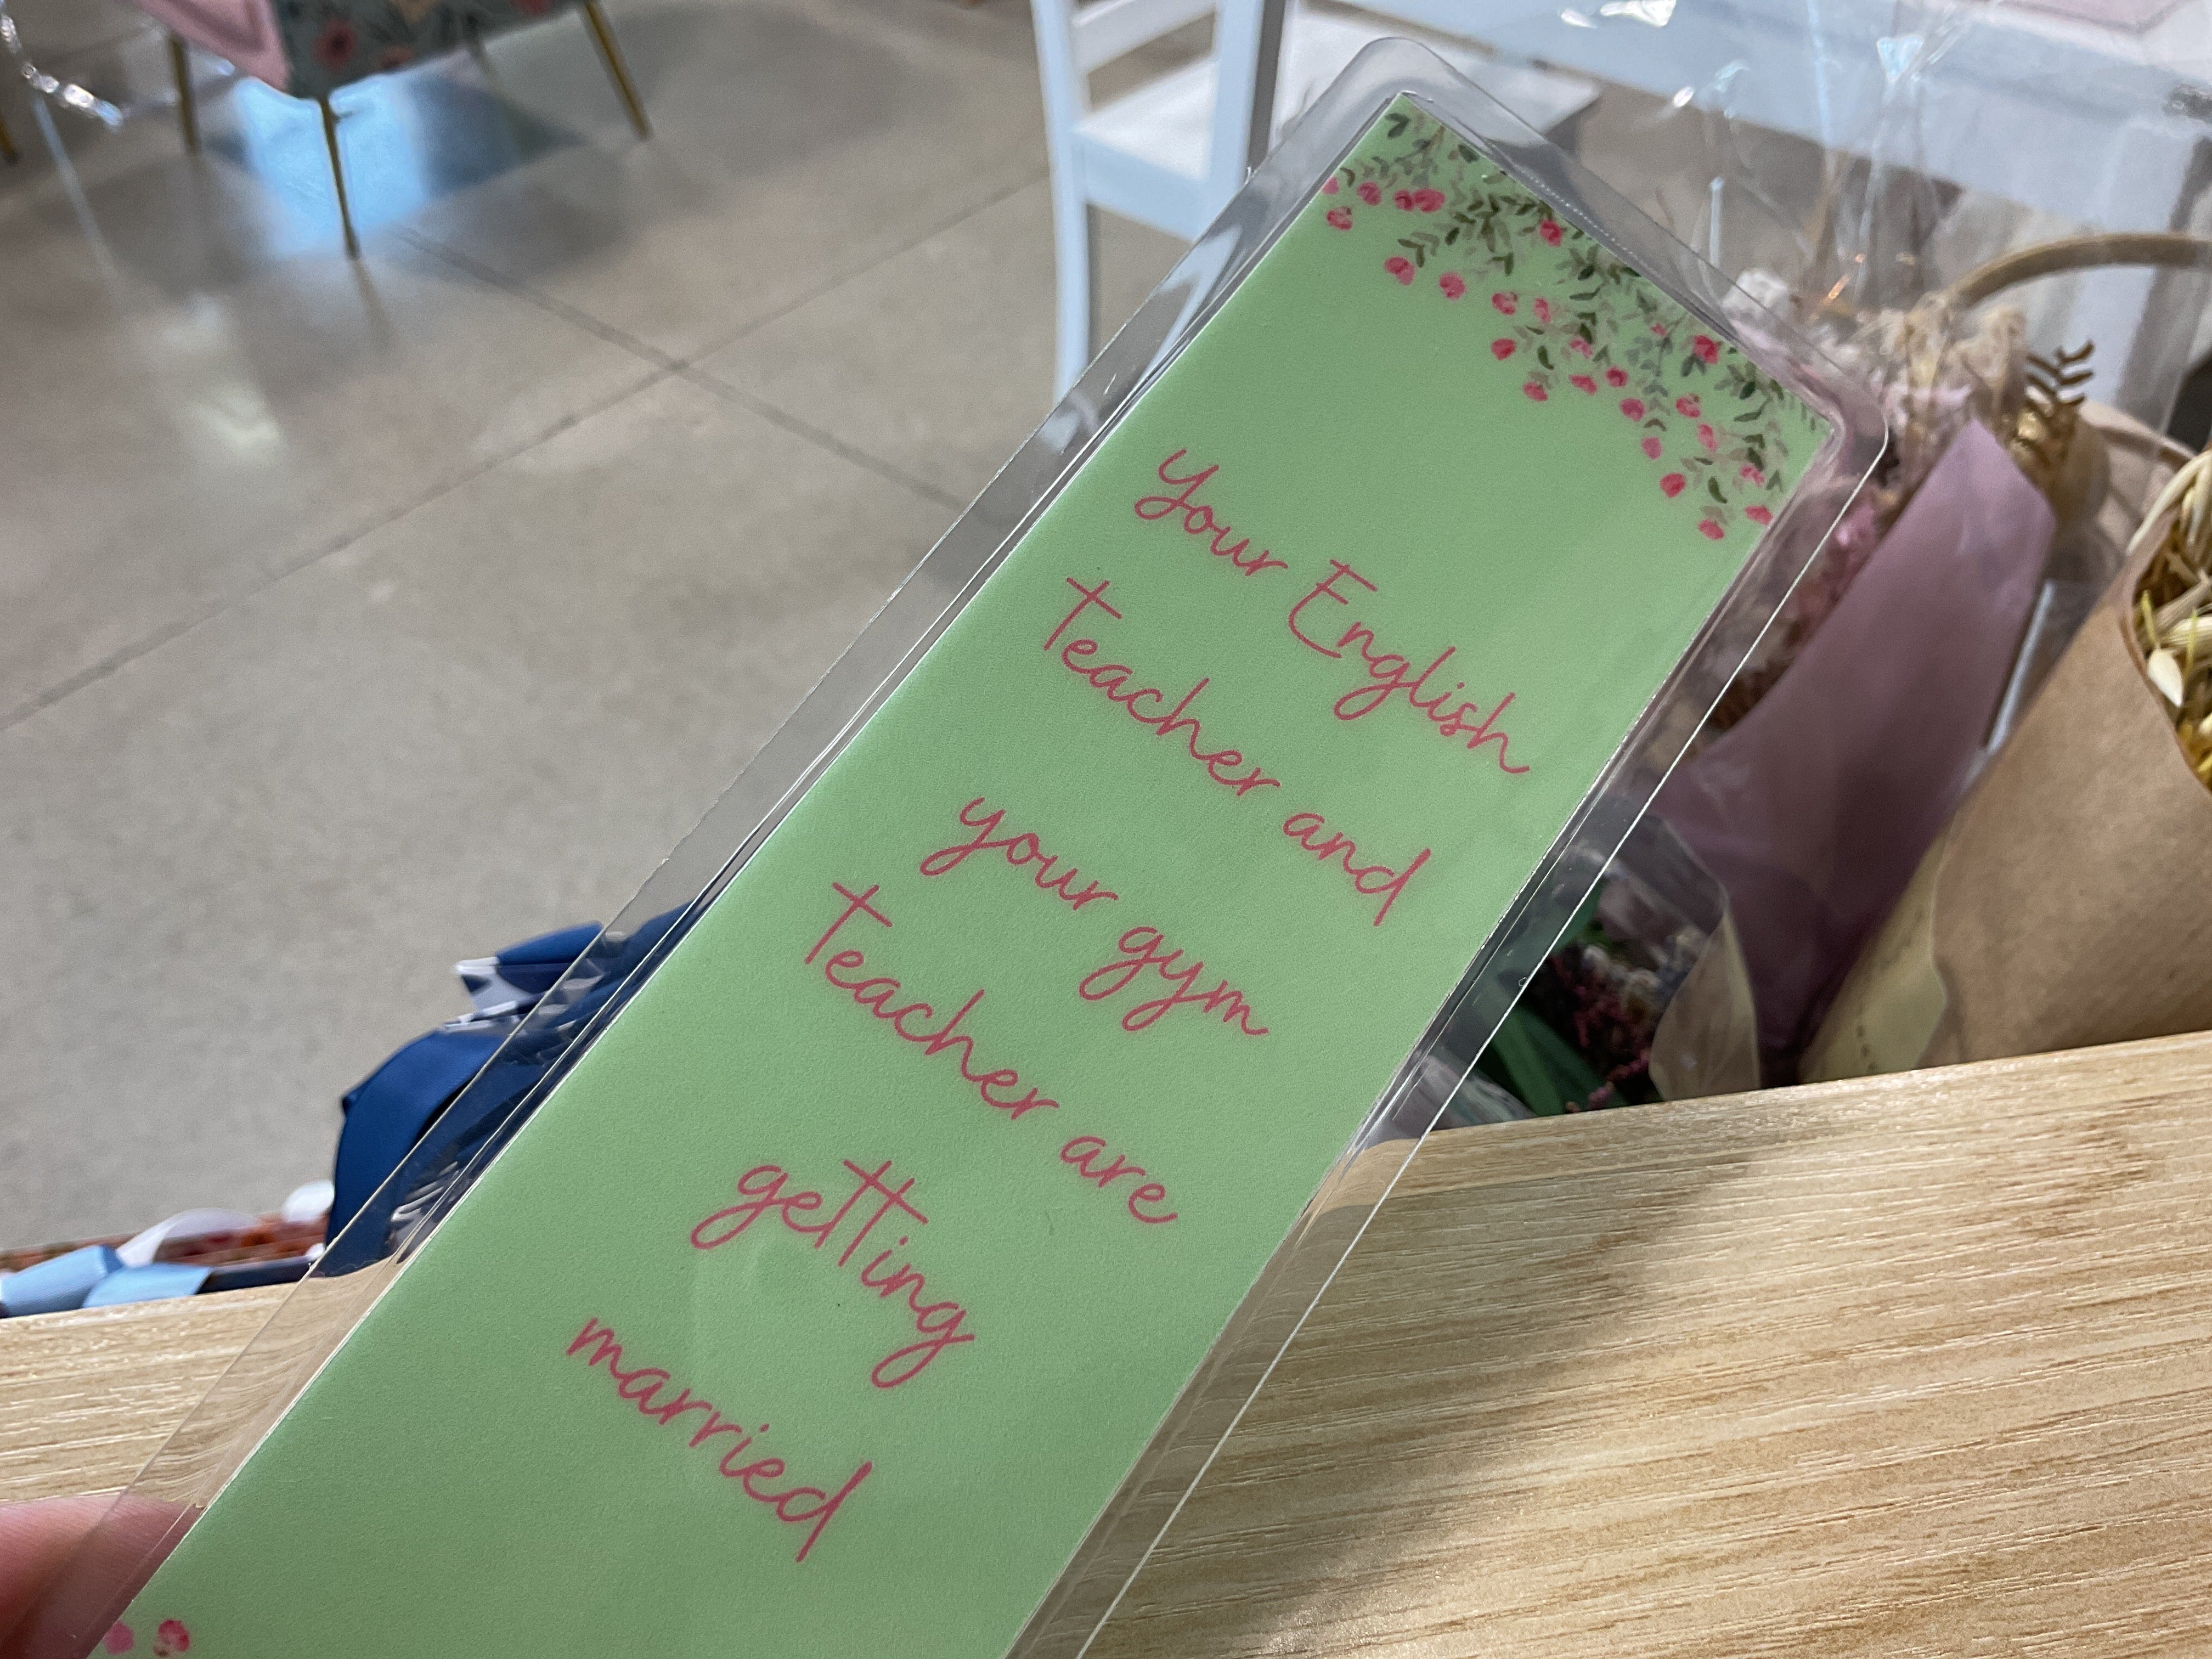 Your English
teacher and
your gym
teacher are
getting
married